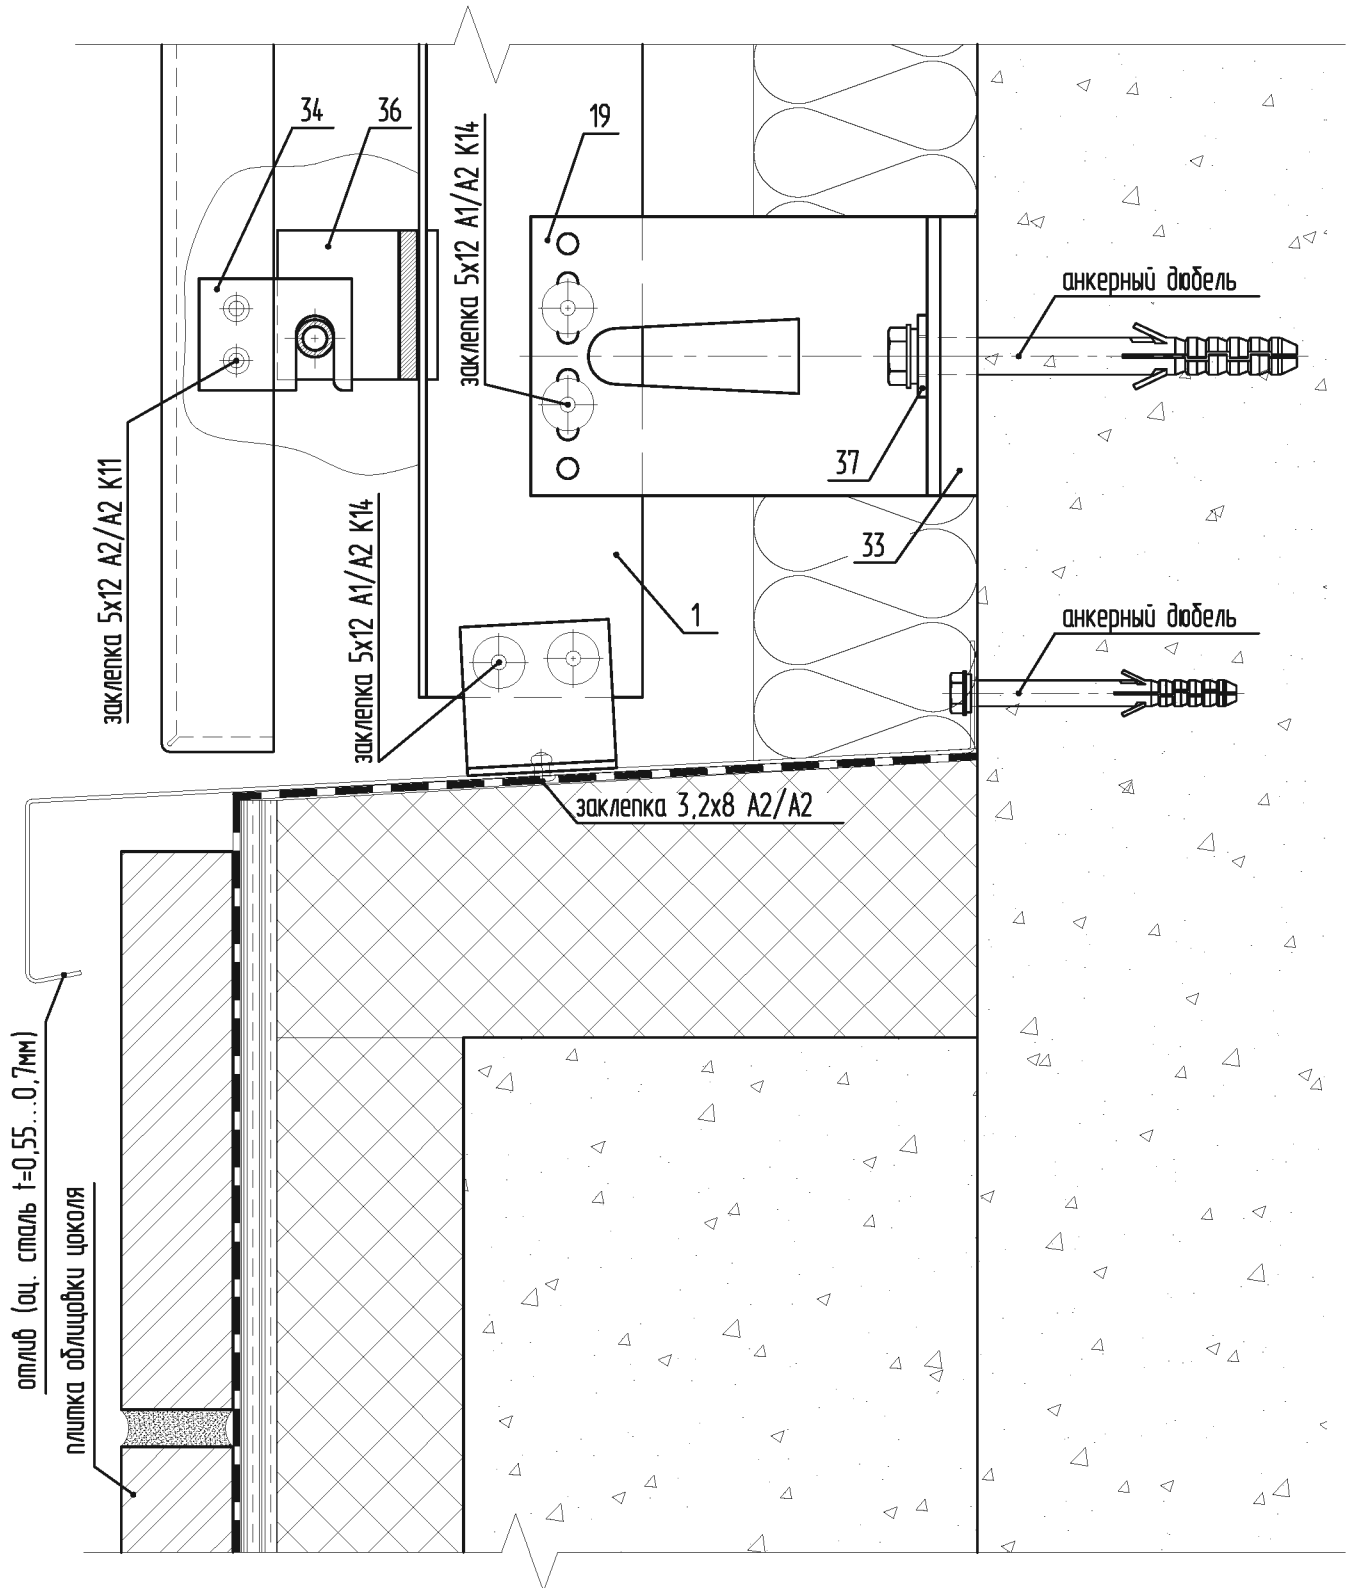 34
36
19
заклепка 5х12 А1/А2 К14
анкерный дюбель
заклепка 5х12 А2/А2 К11
37
заклепка 5х12 А1/А2 К14
33
1
анкерный дюбель
заклепка 3,2х8 А2/А2
отлив (оц. сталь t=0,55...0,7мм)
плитка облицовки цоколя